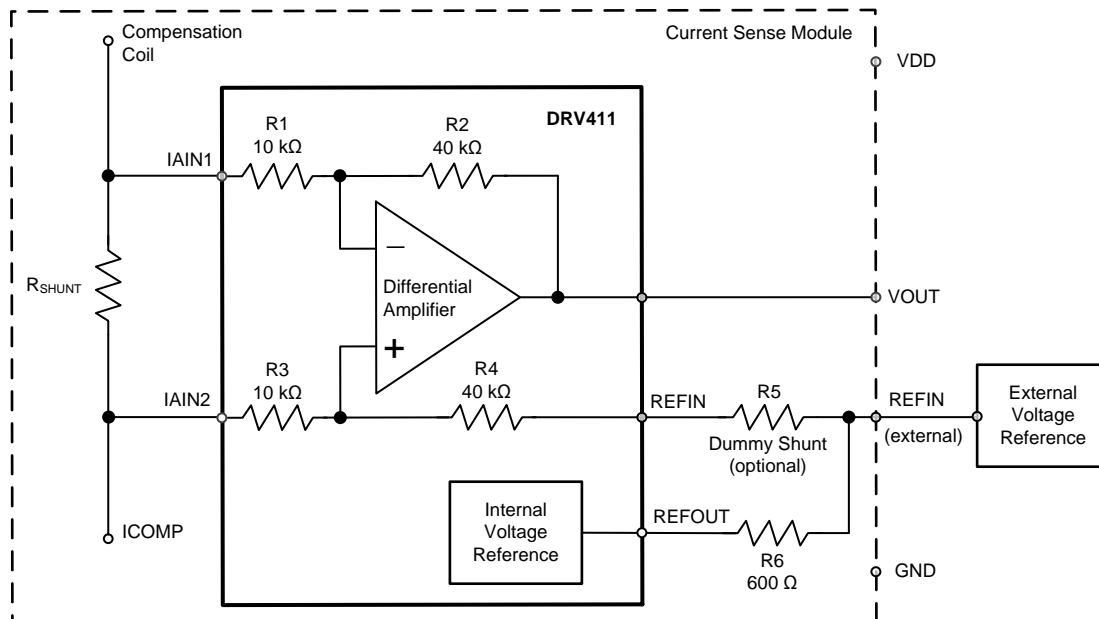 Compensation
Coil
Current Sense Module
VDD
DRV411
R1
10 kΩ
R2
40 kΩ
IAIN1
RSHUNT
−
Differential
Amplifier
+
VOUT
R3
10 kΩ
R4
40 kΩ
IAIN2
REFIN
R5
Dummy Shunt
(optional)
REFIN
(external)
External
Voltage
Reference
Internal
Voltage
Reference
REFOUT
R6
600 Ω
ICOMP
GND